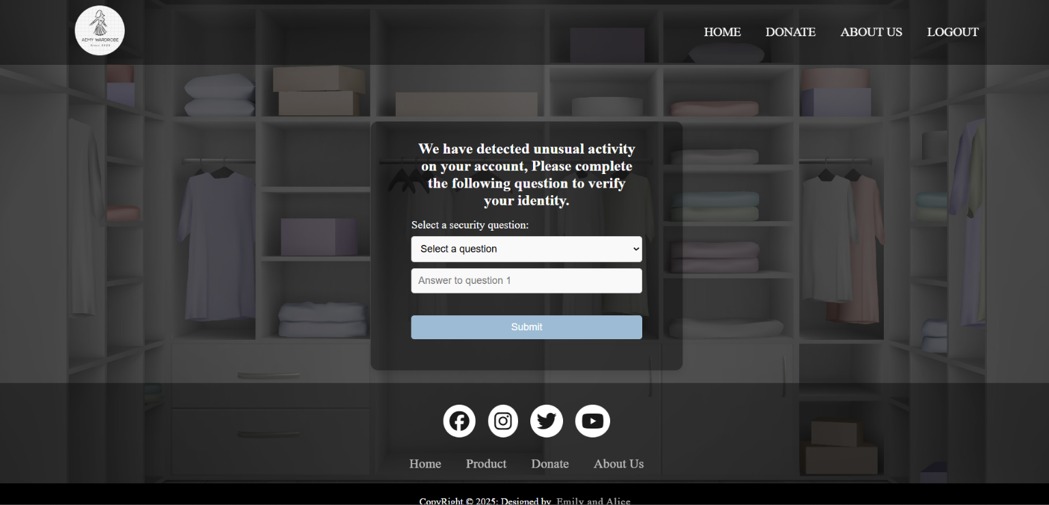 AEMY WARDROBE
HOME DONATE ABOUT US LOGOUT
We have detected unusual activity
on your account, Please complete
the following question to verify
your identity.
Select a security question:
Select a question
Answer to question 1
Submit
Home Product Donate About Us
CopyRight © 2025; Designed by Emily and Alice